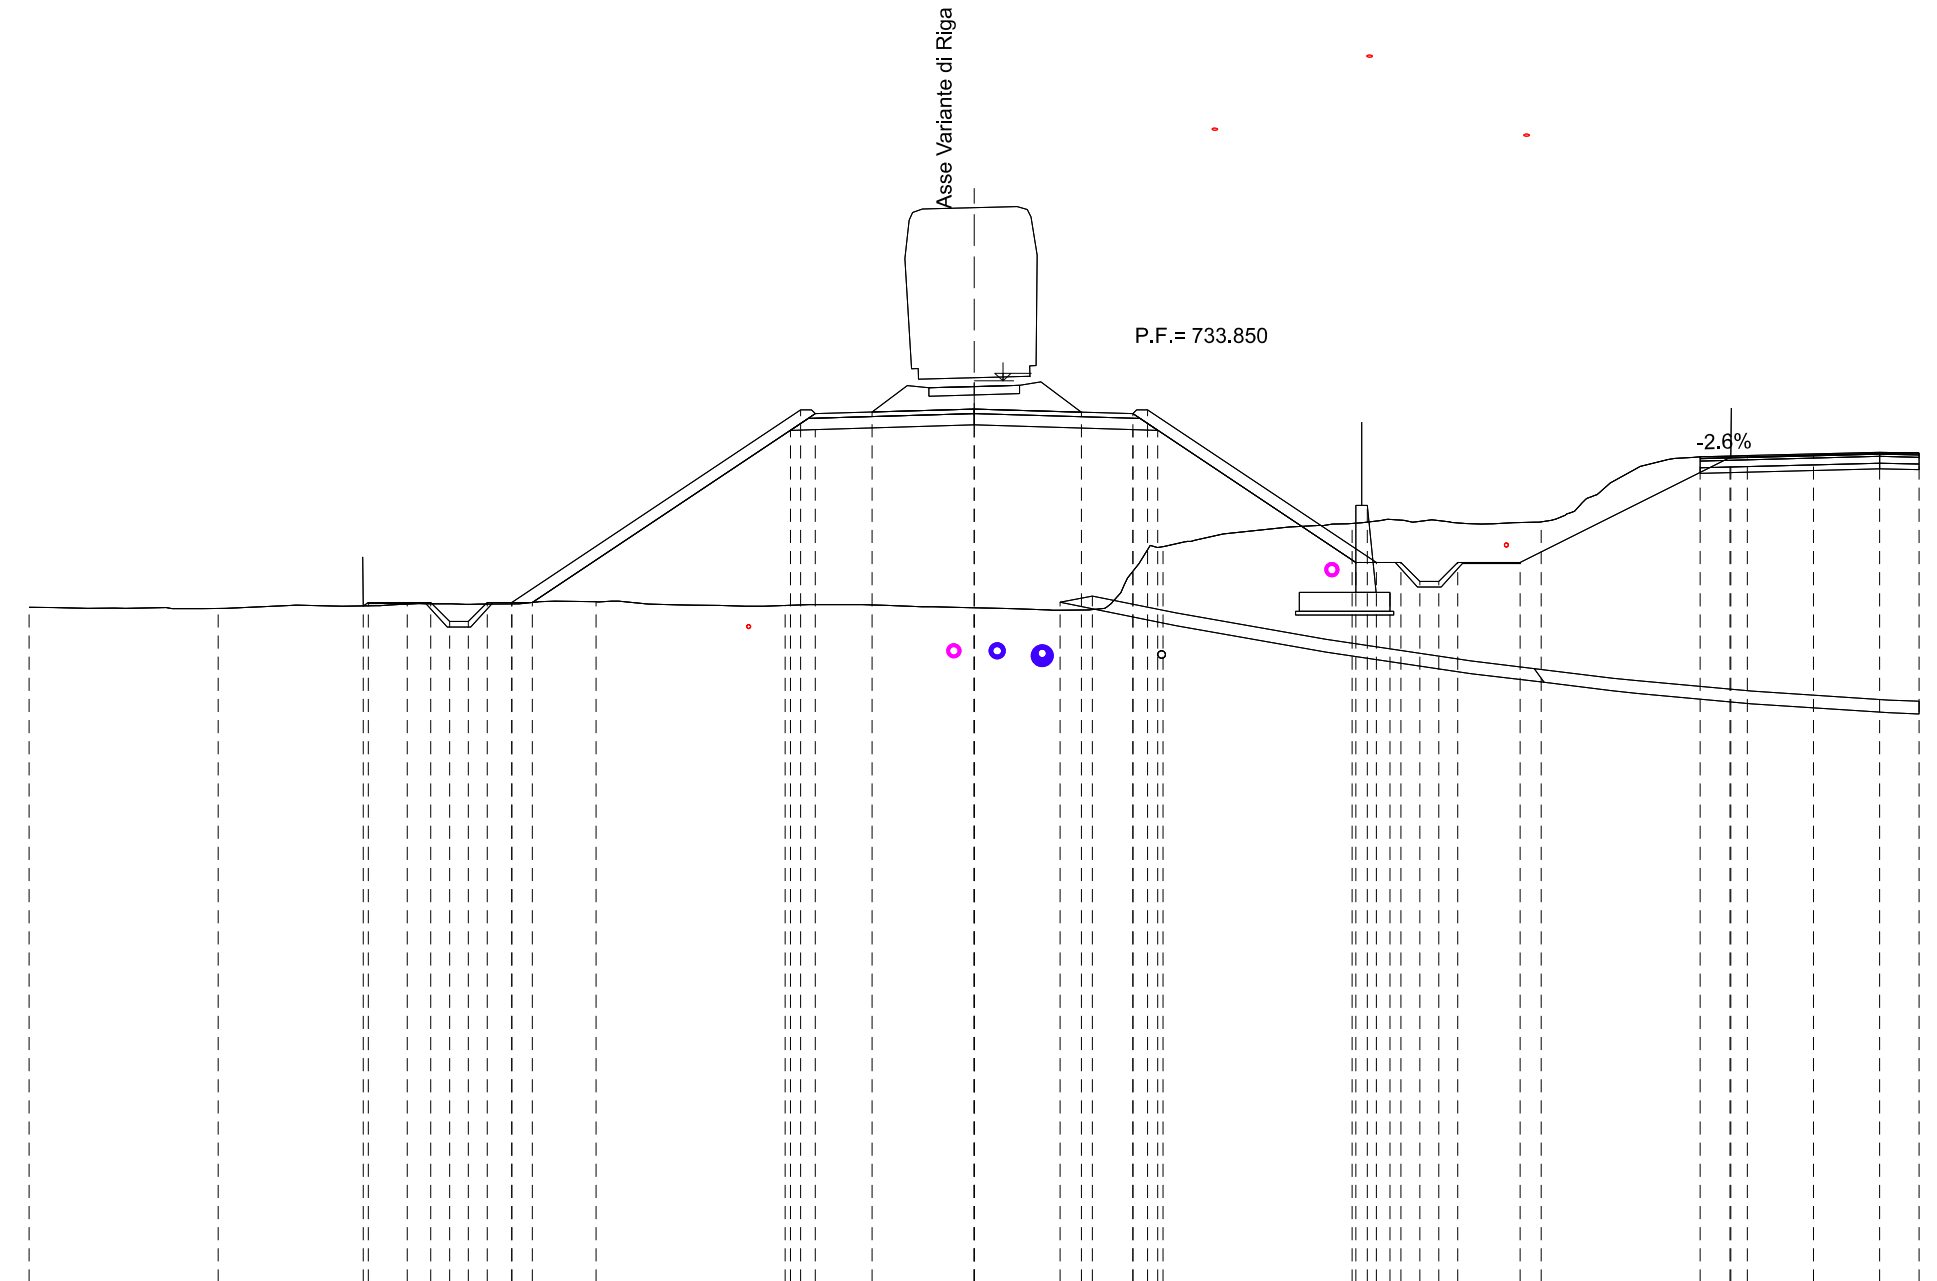 Asse Variante di Riga
P.F.= 733.850
-2.6%